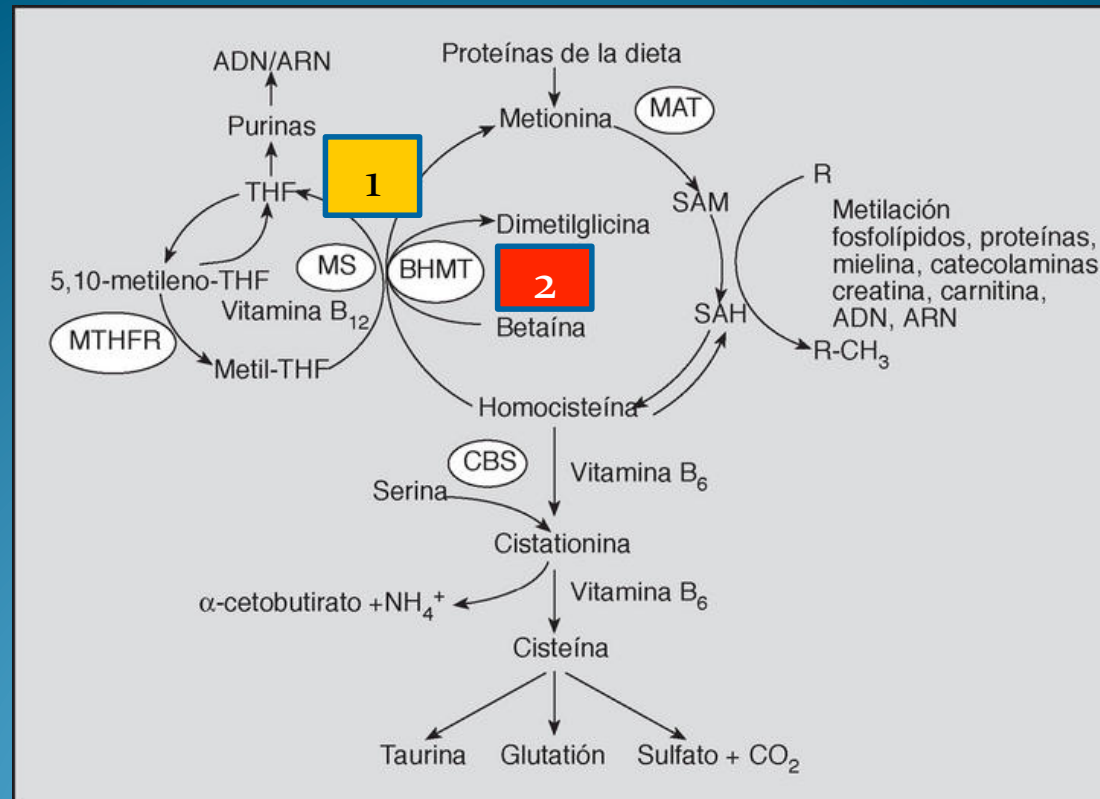 ADN/ARN
Proteínas de la dieta
Purinas
Metionina
MAT
1
THF
SAM
R
Dimetilglicina
Metilación
fosfolípidos, proteínas,
mielina, catecolaminas
creatina, carnitina,
ADN, ARN
MS
BHMT
2
5,10-metileno-THF
Vitamina B12
Betaína
SAH
MTHFR
Metil-THF
R-CH3
Homocisteína
CBS
Vitamina B6
Serina
Cistationina
α-cetobutirato +NH4+
Vitamina B6
Cisteína
Taurina
Glutatión
Sulfato + CO2